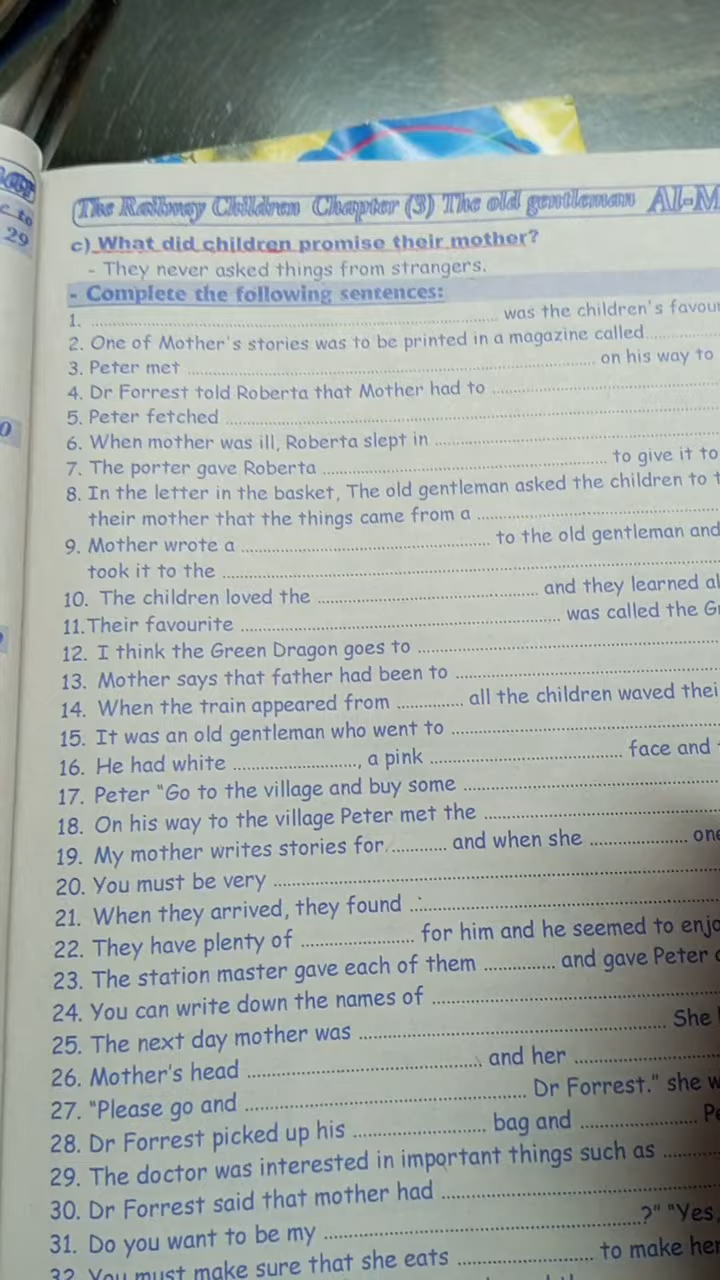 29
The Railway Children Chapter (3) The old gentleman Al-M
c) What did children promise their mother?
- They never asked things from strangers.
- Complete the following sentences:
1. .................... was the children's favour
2. One of Mother's stories was to be printed in a magazine called..........
3. Peter met .................... on his way to
4. Dr Forrest told Roberta that Mother had to ....................
5. Peter fetched ....................
6. When mother was ill, Roberta slept in ....................
7. The porter gave Roberta .................... to give it to
8. In the letter in the basket, The old gentleman asked the children to t
their mother that the things came from a ....................
9. Mother wrote a .................... to the old gentleman and
took it to the ....................
10. The children loved the .................... and they learned al
11.Their favourite .................... was called the G
12. I think the Green Dragon goes to ....................
13. Mother says that father had been to ....................
14. When the train appeared from ............. all the children waved thei
15. It was an old gentleman who went to ....................
16. He had white ...................., a pink .................... face and
17. Peter "Go to the village and buy some ....................
18. On his way to the village Peter met the ....................
19. My mother writes stories for ........... and when she .................... one
20. You must be very ....................
21. When they arrived, they found ....................
22. They have plenty of .................... for him and he seemed to enjo
23. The station master gave each of them .............. and gave Peter
24. You can write down the names of ....................
25. The next day mother was .................... She
26. Mother's head .................... and her ....................
27. "Please go and .................... Dr Forrest." she w
28. Dr Forrest picked up his .................... bag and .................... Pe
29. The doctor was interested in important things such as ..........
30. Dr Forrest said that mother had ....................
31. Do you want to be my ....................?" "Yes,
32. You must make sure that she eats .................... to make her